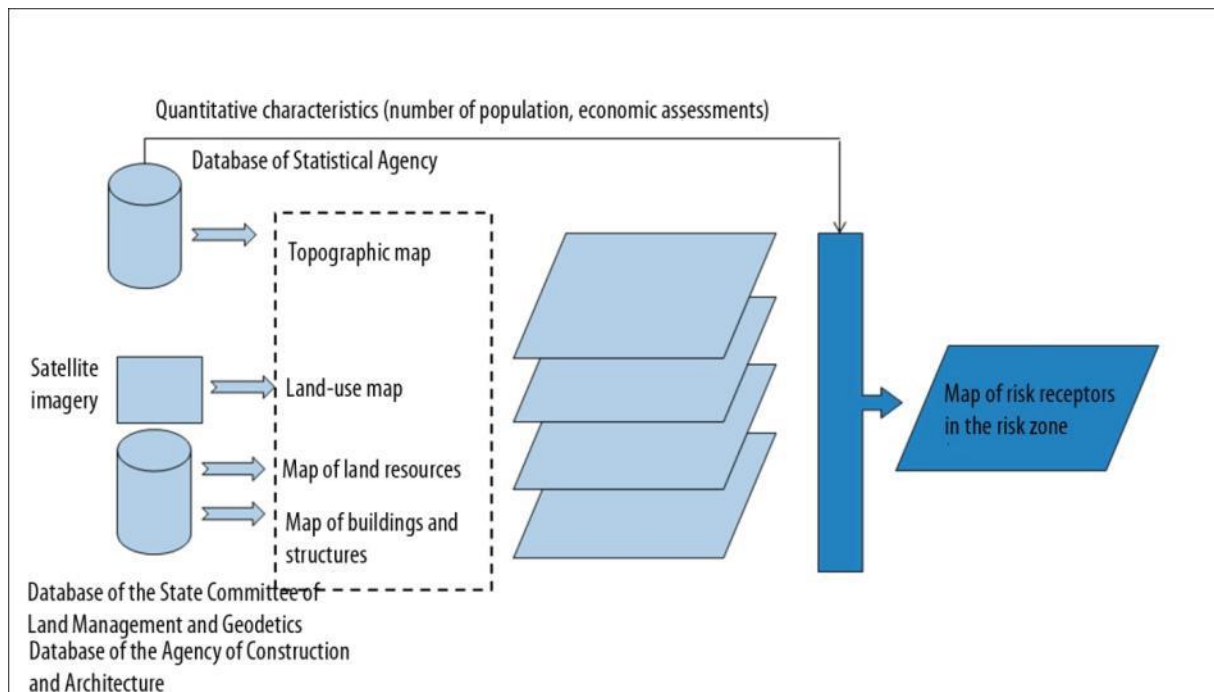 Quantitative characteristics (number of population, economic assessments)
Database of Statistical Agency
Topographic map
Satellite
imagery
Land-use map
Map of risk receptors
in the risk zone
Map of land resources
Map of buildings and
structures
Database of the State Committee of
Land Management and Geodetics
Database of the Agency of Construction
and Architecture